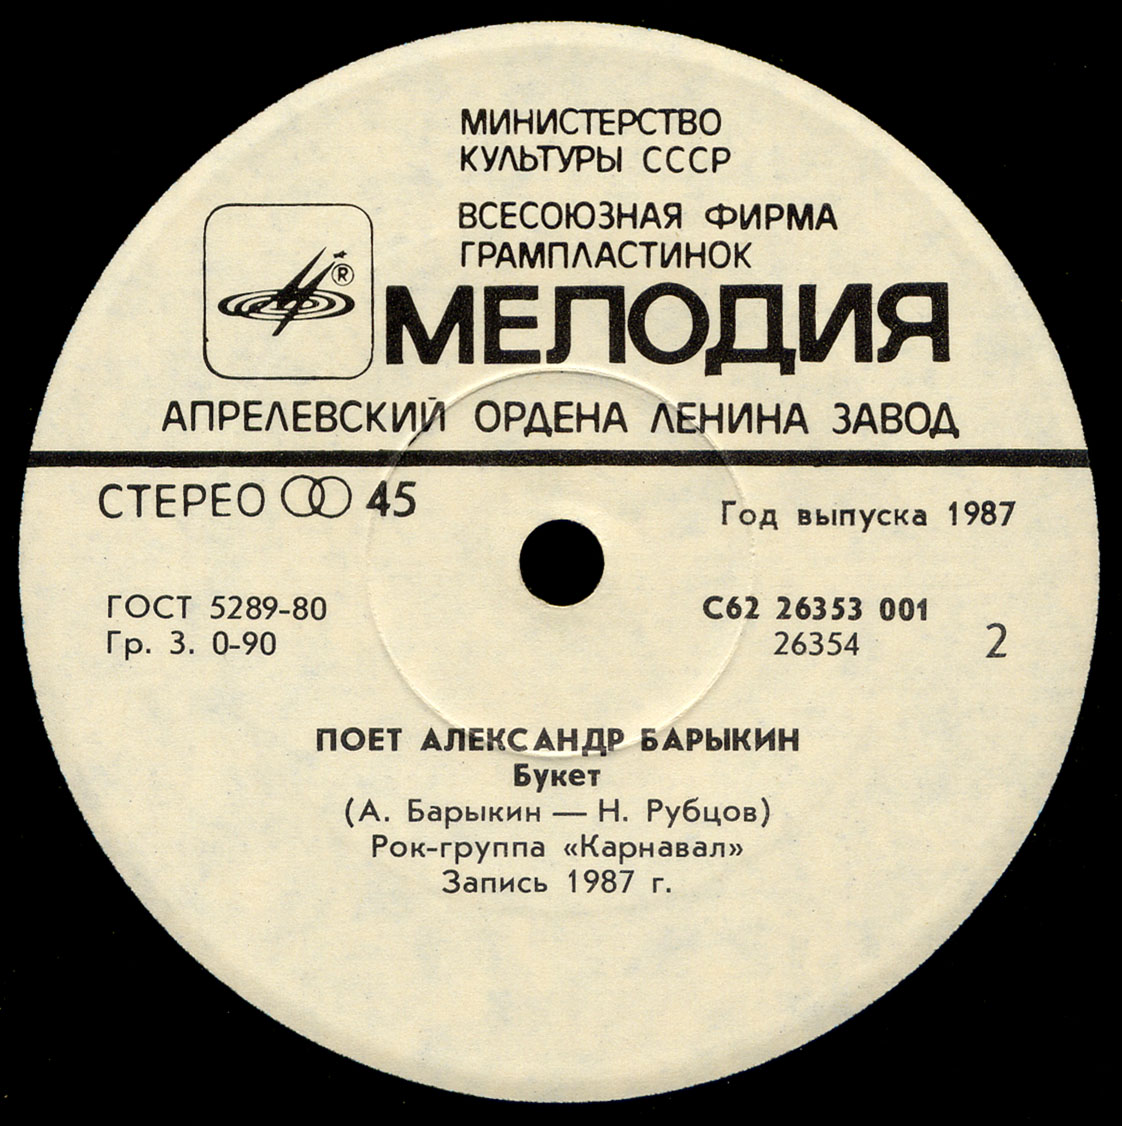 МИНИСТЕРСТВО
КУЛЬТУРЫ СССР
ВСЕСОЮЗНАЯ ФИРМА
ГРАМПЛАСТИНОК
®
МЕЛОДИЯ
АПРЕЛЕВСКИЙ ОРДЕНА ЛЕНИНА ЗАВОД
СТЕРЕО 45
Год выпуска 1987
ГОСТ 5289-80
Гр. 3. 0-90
С62 26353 001
26354
2
ПОЕТ АЛЕКСАНДР БАРЫКИН
Букет
(А. Барыкин — Н. Рубцов)
Рок-группа «Карнавал»
Запись 1987 г.